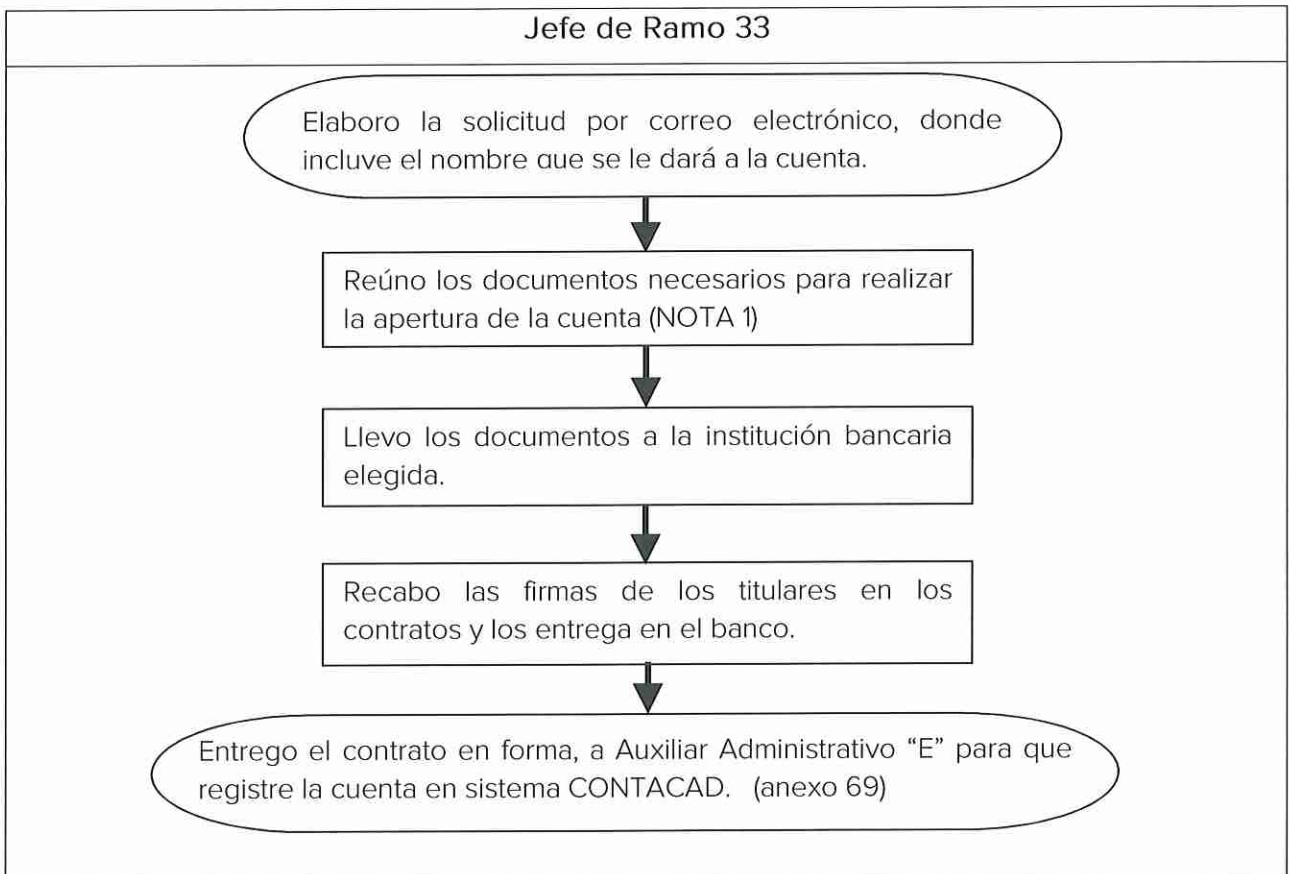 Jefe de Ramo 33
Elaboro la solicitud por correo electrónico, donde
incluye el nombre que se le dará a la cuenta.
Reúno los documentos necesarios para realizar
la apertura de la cuenta (NOTA 1)
Llevo los documentos a la institución bancaria
elegida.
Recabo las firmas de los titulares en los
contratos y los entrega en el banco.
Entrego el contrato en forma, a Auxiliar Administrativo “E” para que
registre la cuenta en sistema CONTACAD. (anexo 69)